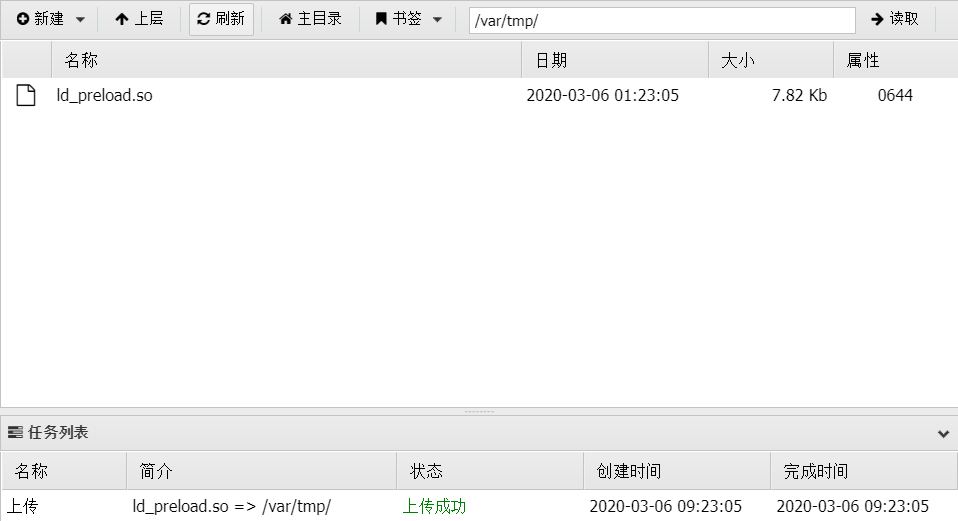 新建 上层 刷新 主目录 书签 /var/tmp/ 读取
名称 日期 大小 属性
ld_preload.so 2020-03-06 01:23:05 7.82 Kb 0644
任务列表
名称 简介 状态 创建时间 完成时间
上传 ld_preload.so => /var/tmp/ 上传成功 2020-03-06 09:23:05 2020-03-06 09:23:05